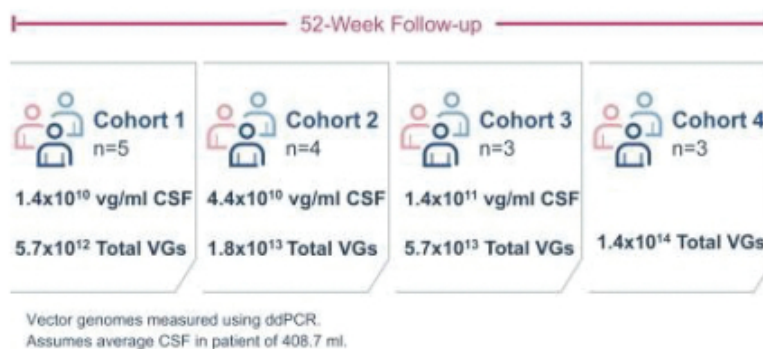 52-Week Follow-up
Cohort 1
n=5
1.4x10¹⁰ vg/ml CSF
5.7x10¹² Total VGs
Cohort 2
n=4
4.4x10¹⁰ vg/ml CSF
1.8x10¹³ Total VGs
Cohort 3
n=3
1.4x10¹¹ vg/ml CSF
5.7x10¹³ Total VGs
Cohort 4
n=3
1.4x10¹⁴ Total VGs
Vector genomes measured using ddPCR.
Assumes average CSF in patient of 408.7 ml.